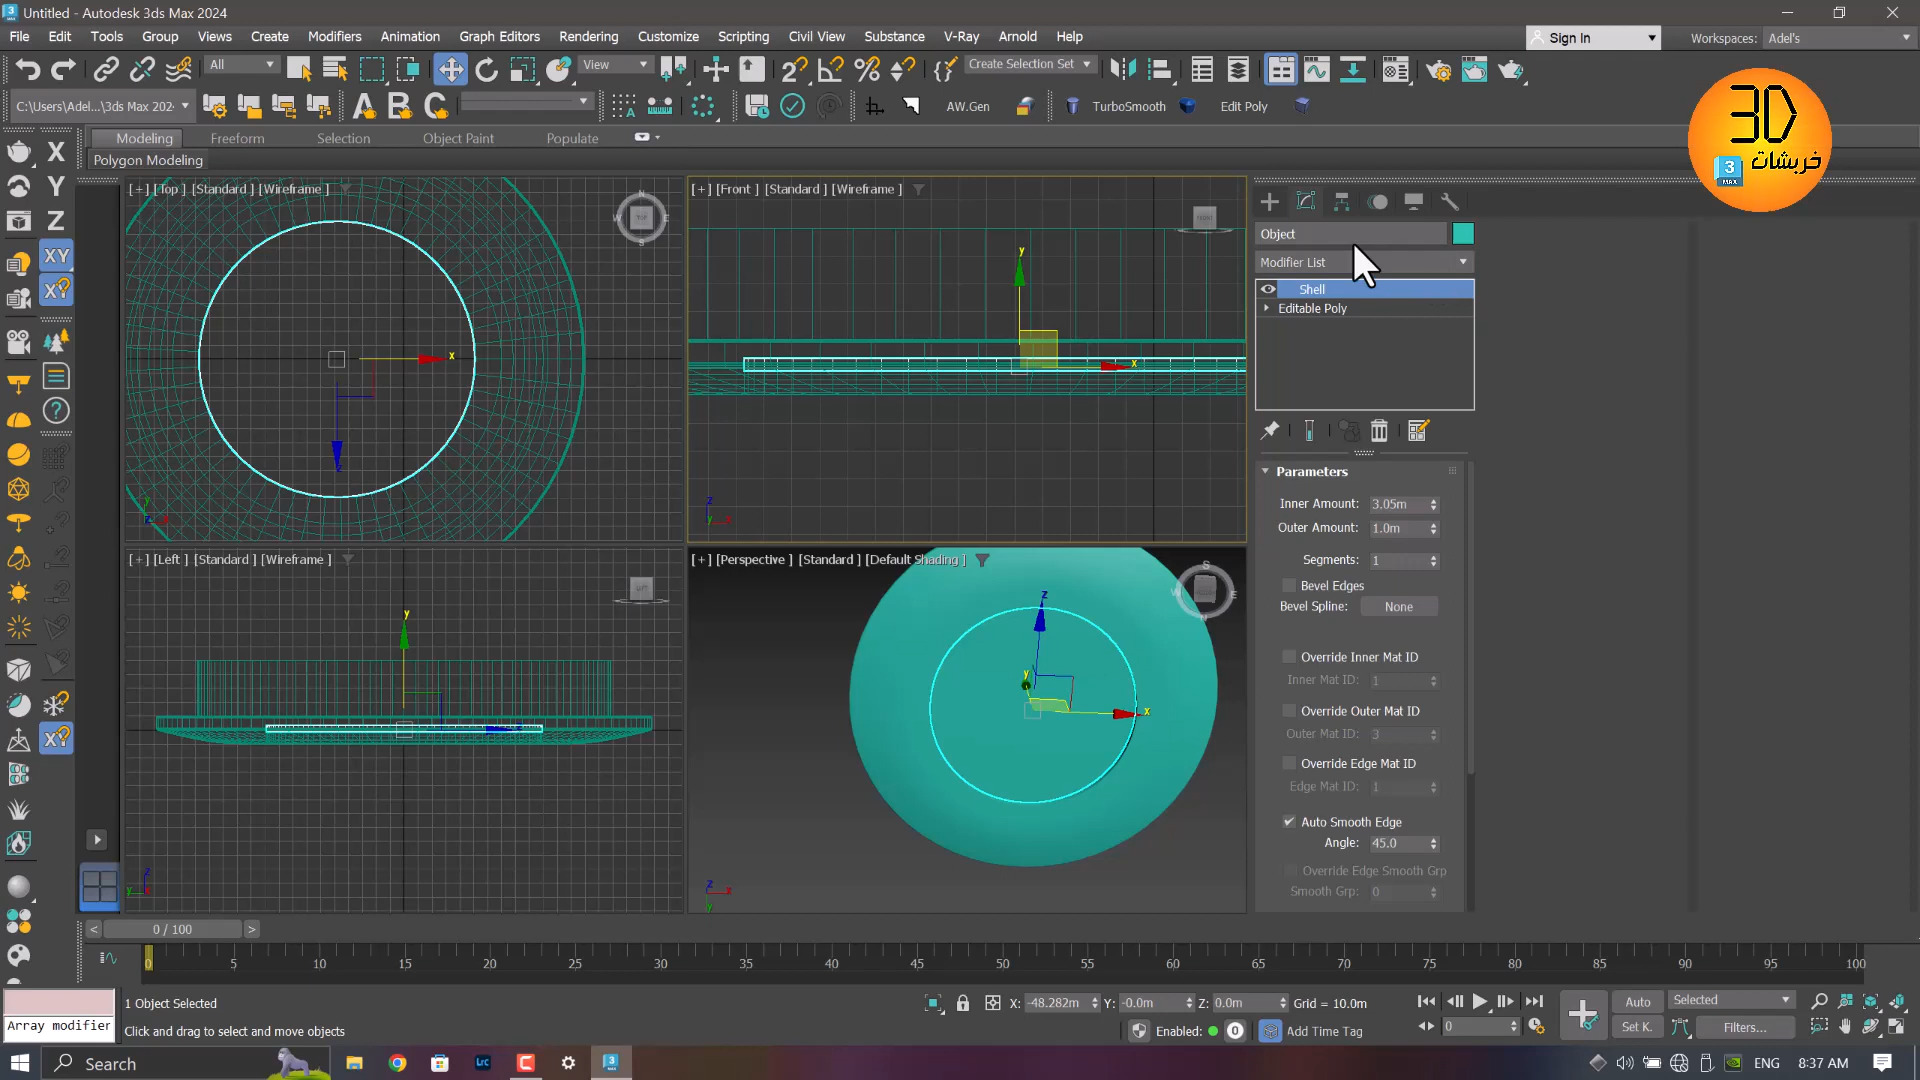 Untitled - Autodesk 3ds Max 2024
File Edit Tools Group Views Create Modifiers Animation Graph Editors Rendering Customize Scripting Civil View Substance V-Ray Arnold Help
Sign In
Workspaces: Adel's
All
View
Create Selection Set
C:\Users\Adel...\3ds Max 202
A B C
AW.Gen
TurboSmooth
Edit Poly
3D
خربشات
3
MAX
Modeling Freeform Selection Object Paint Populate
Polygon Modeling
X
Y
Z
XY
[+] [Top ] [Standard ] [Wireframe ]
[+] [Front ] [Standard ] [Wireframe ]
Object
Modifier List
Shell
Editable Poly
Parameters
Inner Amount: 3.05m
Outer Amount: 1.0m
Segments: 1
Bevel Edges
Bevel Spline: None
Override Inner Mat ID
Inner Mat ID: 1
Override Outer Mat ID
Outer Mat ID: 3
Override Edge Mat ID
Edge Mat ID: 1
Auto Smooth Edge
Angle: 45.0
Override Edge Smooth Grp
Smooth Grp: 0
[+] [Left ] [Standard ] [Wireframe ]
[+] [Perspective ] [Standard ] [Default Shading ]
0 / 100
0 5 10 15 20 25 30 35 40 45 50 55 60 65 70 75 80 85 90 95 100
1 Object Selected
X: -48.282m Y: -0.0m Z: 0.0m Grid = 10.0m
Auto Selected
Array modifier
Click and drag to select and move objects
Enabled: 0 Add Time Tag
0
Set K. Filters...
Search
Lrc
ENG 8:37 AM